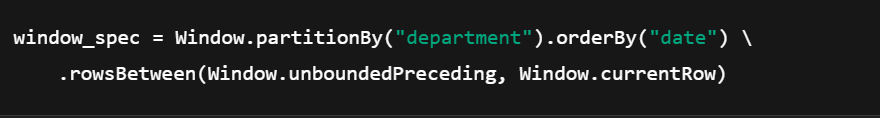 window_spec = Window.partitionBy("department").orderBy("date") \
    .rowsBetween(Window.unboundedPreceding, Window.currentRow)